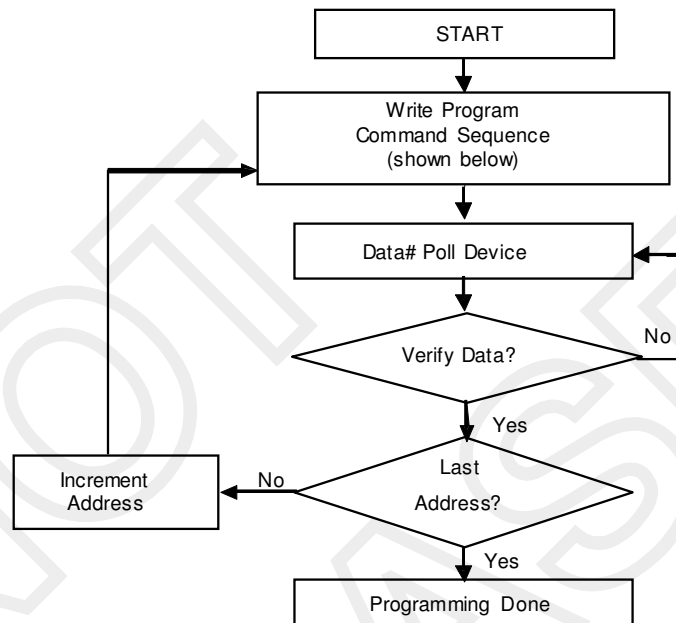 START
Write Program
Command Sequence
(shown below)
Data# Poll Device
Verify Data?
No
Yes
Last
Address?
No
Increment
Address
Yes
Programming Done